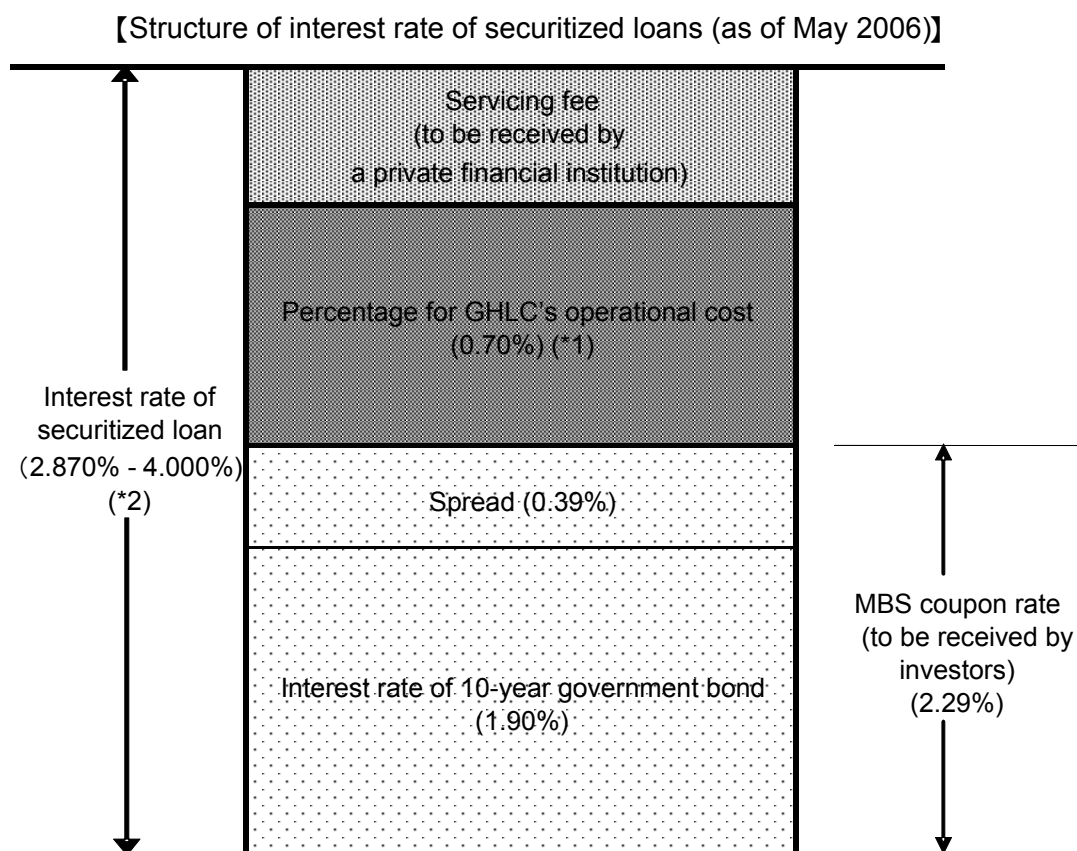 【Structure of interest rate of securitized loans (as of May 2006)】
Servicing fee
(to be received by
a private financial institution)
Percentage for GHLC’s operational cost
(0.70%) (*1)
Interest rate of
securitized loan
(2.870% - 4.000%)
(*2)
Spread (0.39%)
MBS coupon rate
(to be received by
investors)
(2.29%)
Interest rate of 10-year government bond
(1.90%)